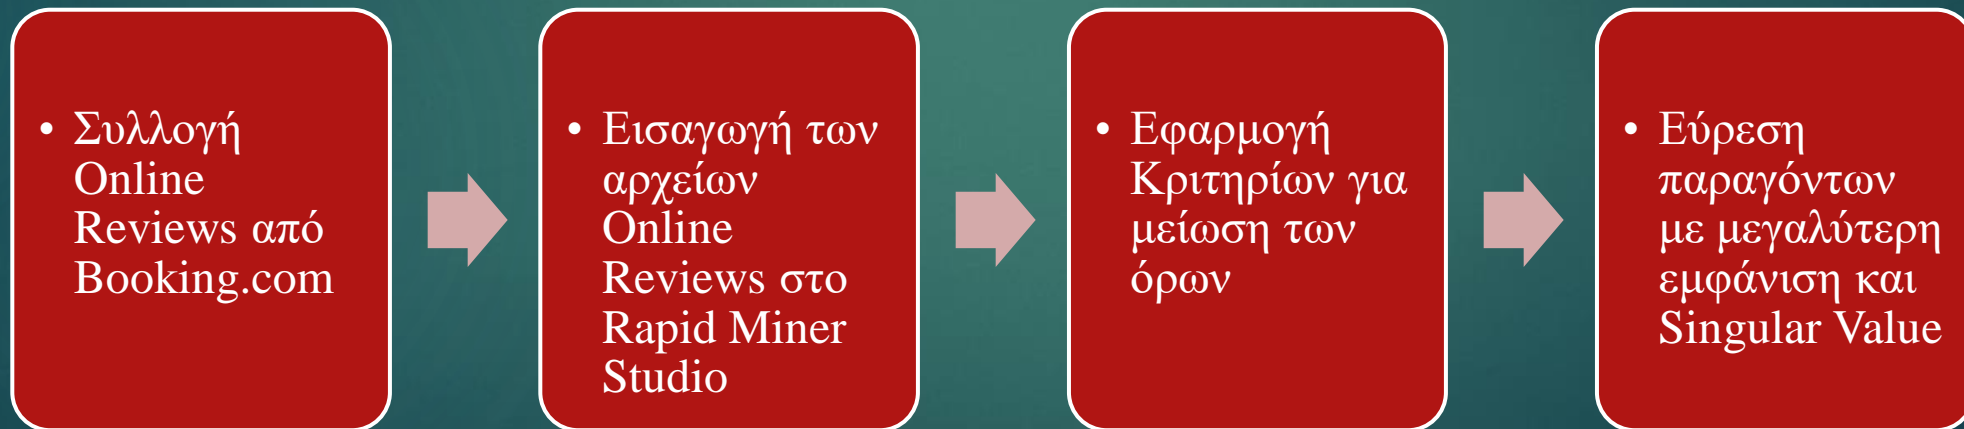 • Συλλογή
Online
Reviews από
Booking.com
• Εισαγωγή των
αρχείων
Online
Reviews στο
Rapid Miner
Studio
• Εφαρμογή
Κριτηρίων για
μείωση των
όρων
• Εύρεση
παραγόντων
με μεγαλύτερη
εμφάνιση και
Singular Value